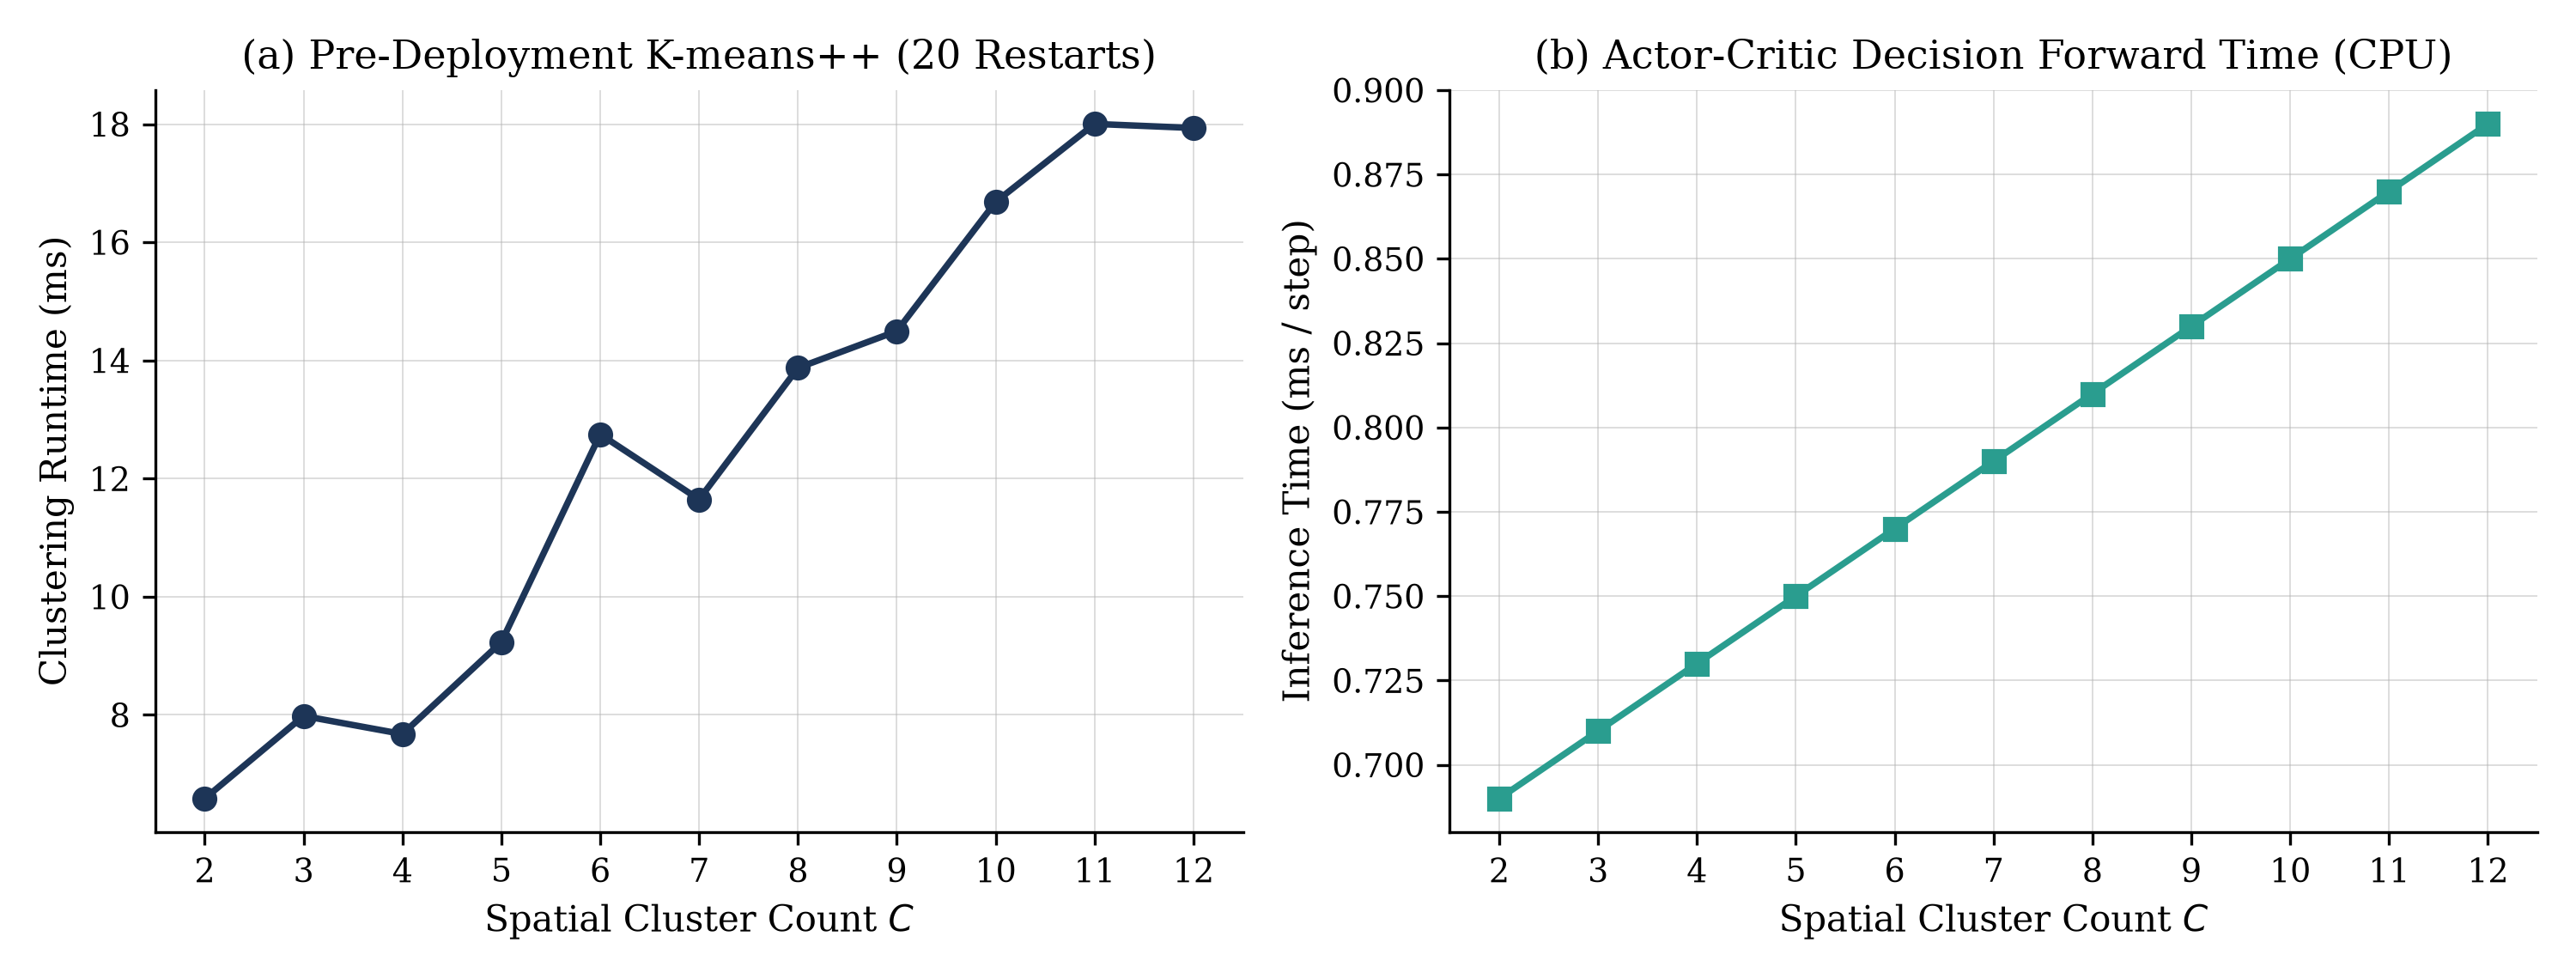 (a) Pre-Deployment K-means++ (20 Restarts)
Clustering Runtime (ms)
18
16
14
12
10
8
2 3 4 5 6 7 8 9 10 11 12
Spatial Cluster Count C
(b) Actor-Critic Decision Forward Time (CPU)
Inference Time (ms / step)
0.900
0.875
0.850
0.825
0.800
0.775
0.750
0.725
0.700
2 3 4 5 6 7 8 9 10 11 12
Spatial Cluster Count C